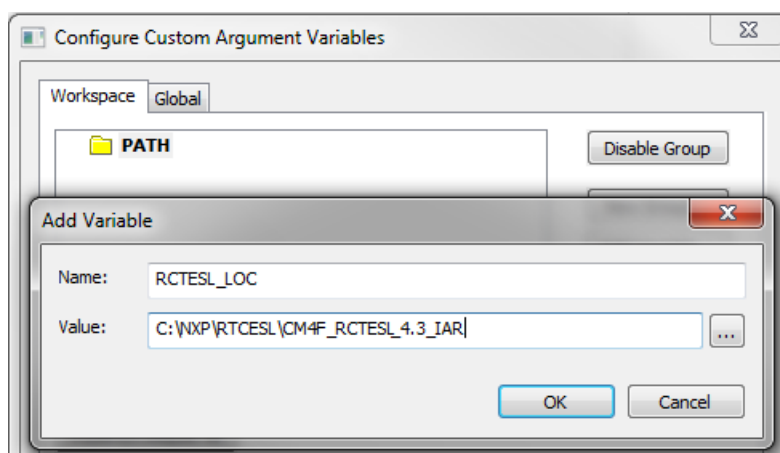 Configure Custom Argument Variables
Workspace Global
PATH
Disable Group
Add Variable
Name: RCTESL_LOC
Value: C:\NXP\RTCESL\CM4F_RCTESL_4.3_IAR
...
OK Cancel